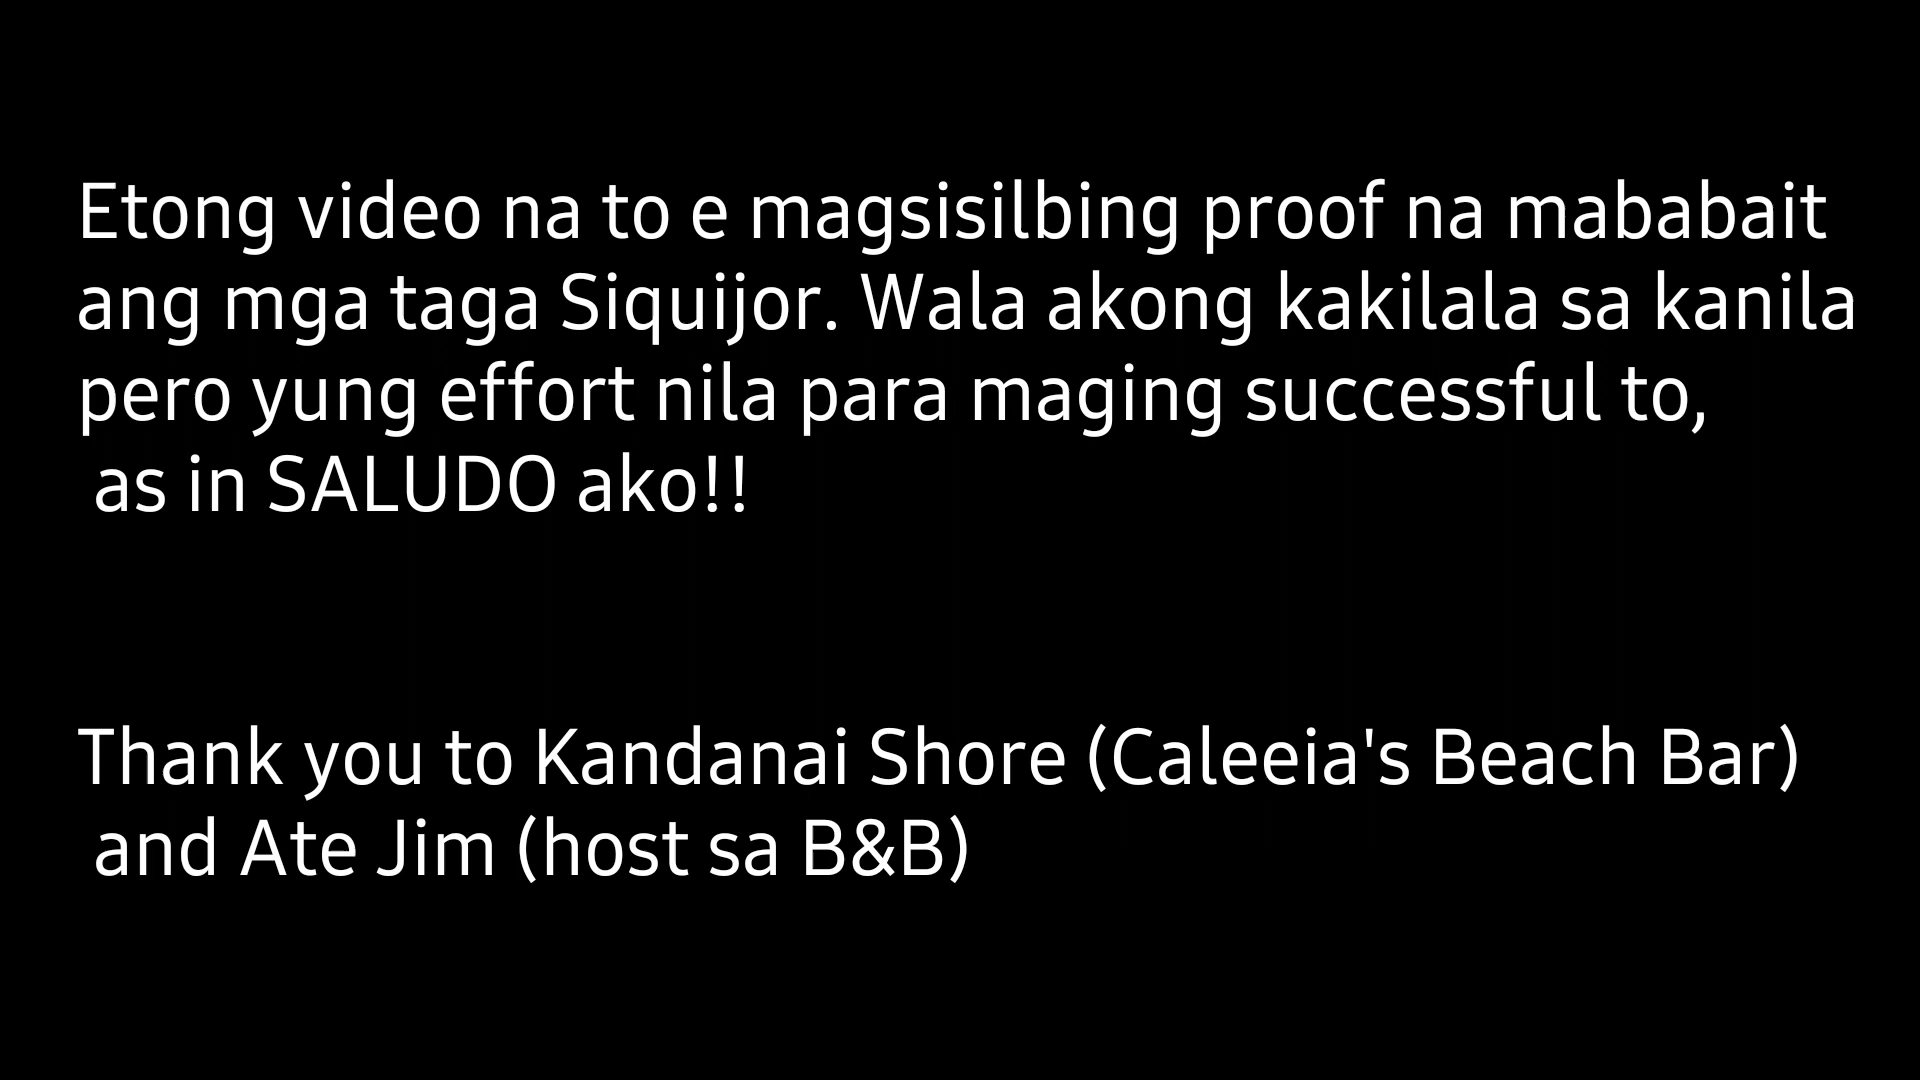 Etong video na to e magsisilbing proof na mababait
ang mga taga Siquijor. Wala akong kakilala sa kanila
pero yung effort nila para maging successful to,
as in SALUDO ako!!
Thank you to Kandanai Shore (Caleeia's Beach Bar)
and Ate Jim (host sa B&B)